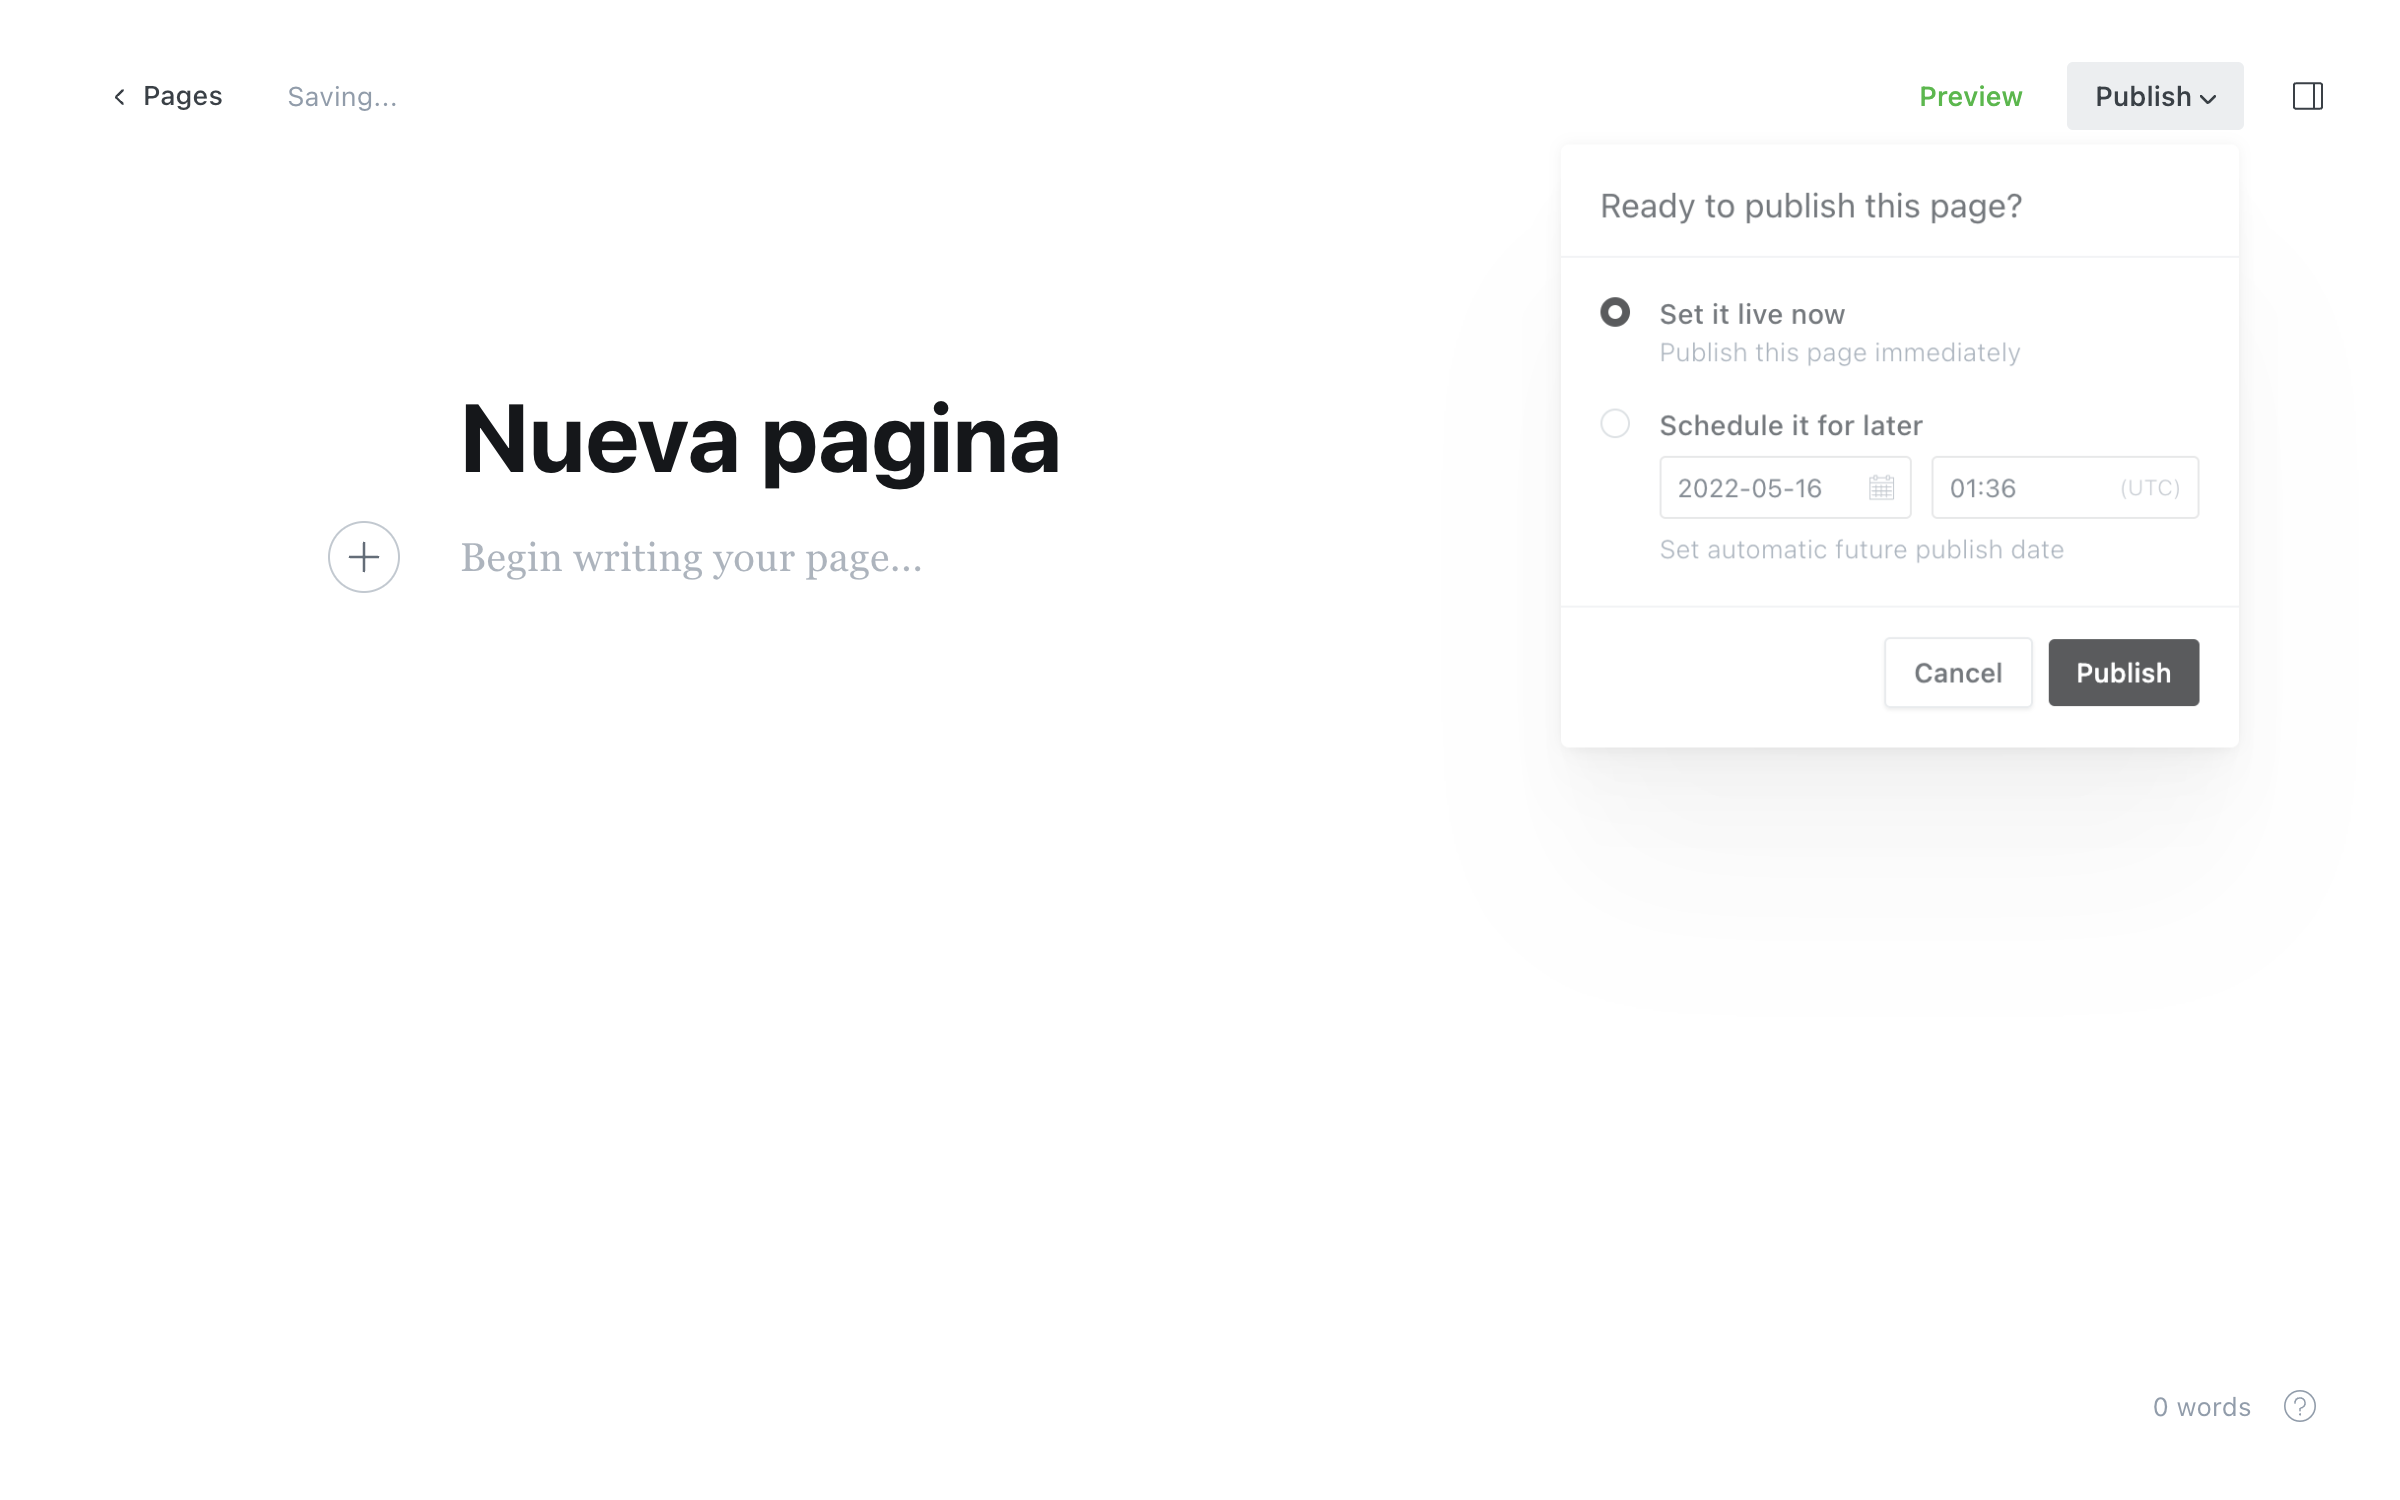 Pages
Saving...
Preview
Publish
Ready to publish this page?
Set it live now
Publish this page immediately
Schedule it for later
2022-05-16
01:36 (UTC)
Set automatic future publish date
Cancel
Publish
Nueva pagina
Begin writing your page...
0 words
?